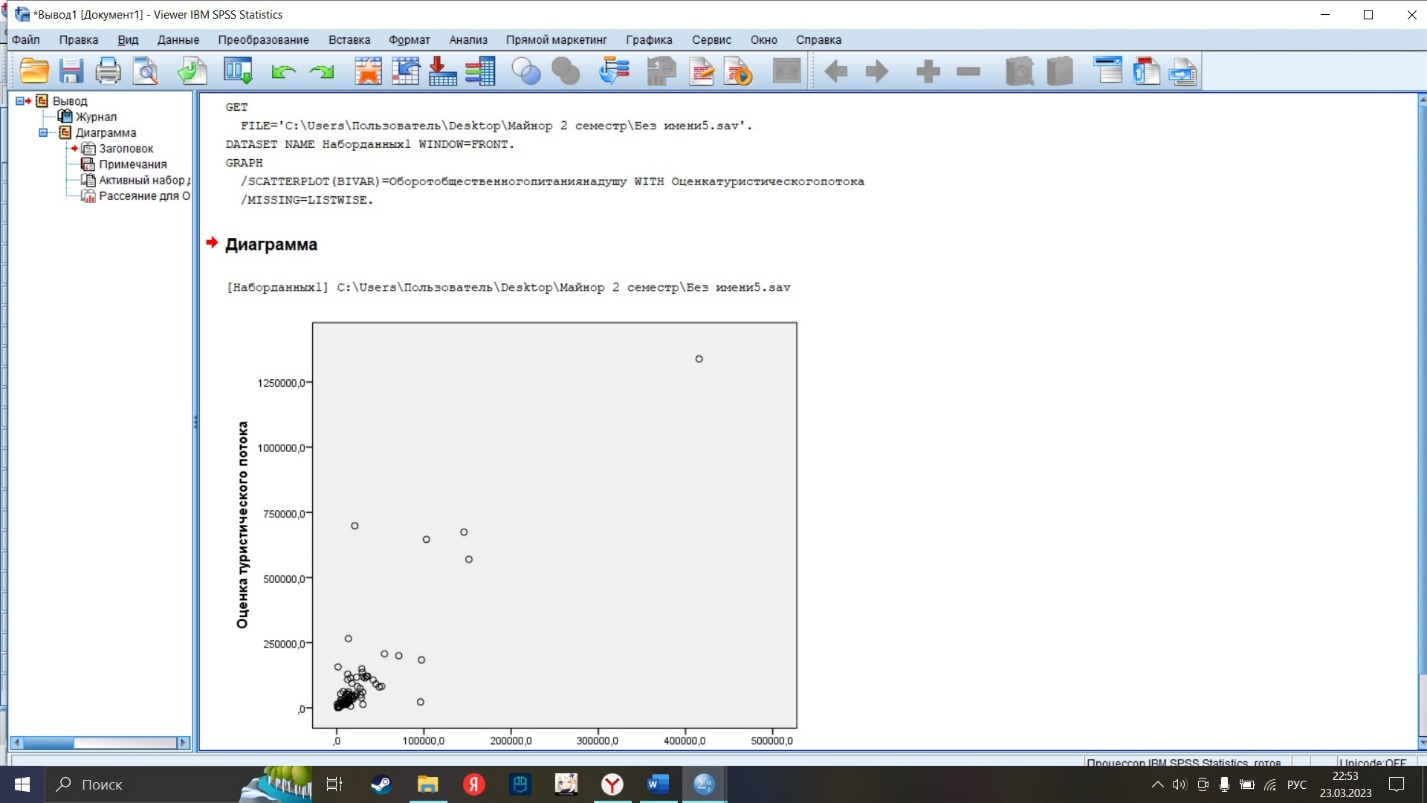 *Вывод1 [Документ1] - Viewer IBM SPSS Statistics
Файл Правка Вид Данные Преобразование Вставка Формат Анализ Прямой маркетинг Графика Сервис Окно Справка
Вывод
Журнал
Диаграмма
Заголовок
Примечания
Активный набор д
Рассеяние для О
GET
FILE='C:\Users\Пользователь\Desktop\Майнор 2 семестр\Без имени5.sav'.
DATASET NAME Наборданных1 WINDOW=FRONT.
GRAPH
/SCATTERPLOT(BIVAR)=Оборотобщественногопитаниянадушу WITH Оценкатуристическогопотока
/MISSING=LISTWISE.
Диаграмма
[Наборданных1] C:\Users\Пользователь\Desktop\Майнор 2 семестр\Без имени5.sav
Оценка туристического потока
1250000,0
1000000,0
750000,0
500000,0
250000,0
,0
,0 100000,0 200000,0 300000,0 400000,0 500000,0
Процессор IBM SPSS Statistics готов
Unicode:OFF
Поиск
РУС
22:53
23.03.2023